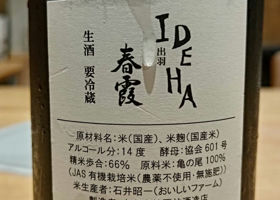 IDEHA
出羽
春霞
生酒 要冷蔵
原材料名：米(国産)、米麹(国産米)
アルコール分：14度 酵母：協会601号
精米歩合：66% 原料米：亀の尾100%
(JAS有機栽培米(農薬不使用・無施肥))
米生産者：石井昭一(おいしいファーム)